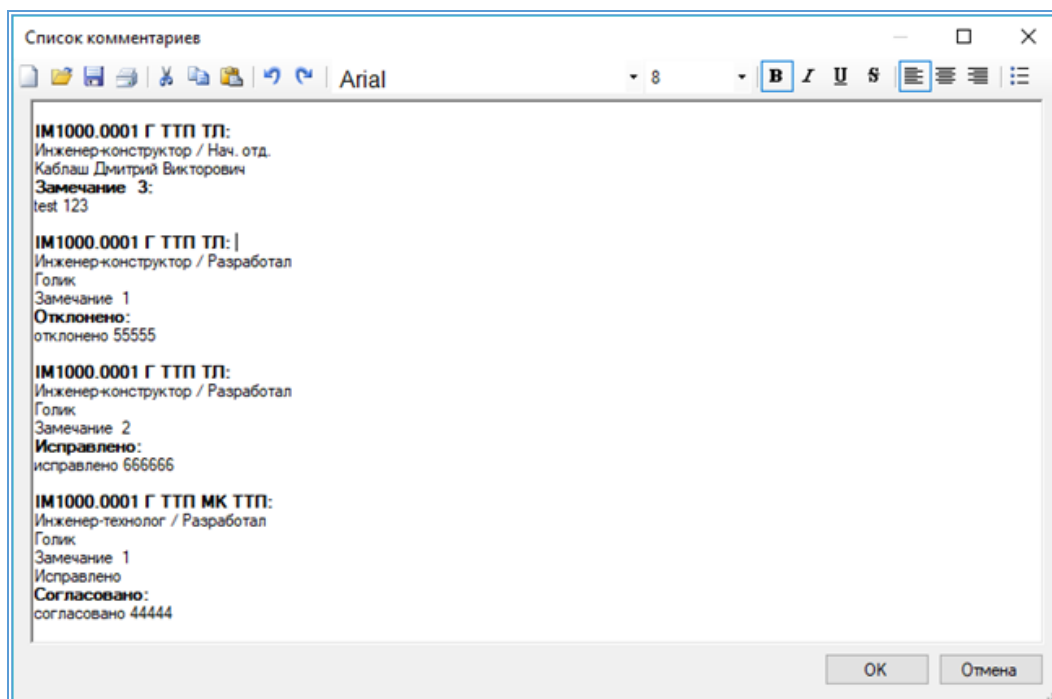 Список комментариев
Arial 8 B I U S
IM1000.0001 Г ТТП ТЛ:
Инженер-конструктор / Нач. отд.
Каблаш Дмитрий Викторович
Замечание 3:
test 123
IM1000.0001 Г ТТП ТЛ:
Инженер-конструктор / Разработал
Голик
Замечание 1
Отклонено:
отклонено 55555
IM1000.0001 Г ТТП ТЛ:
Инженер-конструктор / Разработал
Голик
Замечание 2
Исправлено:
исправлено 666666
IM1000.0001 Г ТТП МК ТТП:
Инженер-технолог / Разработал
Голик
Замечание 1
Исправлено
Согласовано:
согласовано 44444
OK Отмена